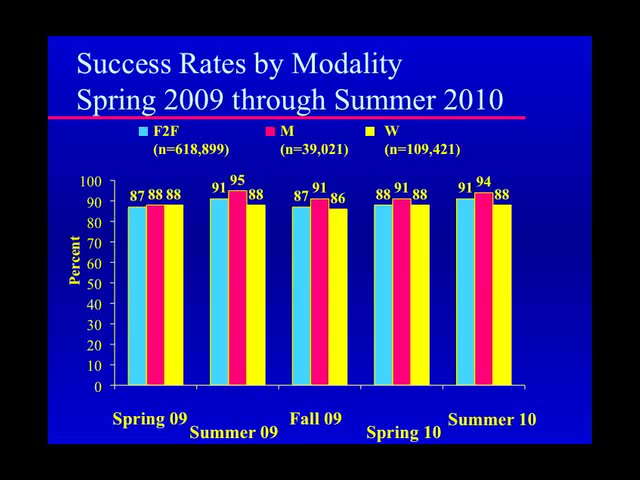 Success Rates by Modality
Spring 2009 through Summer 2010
F2F M W
(n=618,899) (n=39,021) (n=109,421)
Percent
100
90
80
70
60
50
40
30
20
10
0
87 88 88
91 95 88
87 91 86
88 91 88
91 94 88
Spring 09
Summer 09
Fall 09
Spring 10
Summer 10